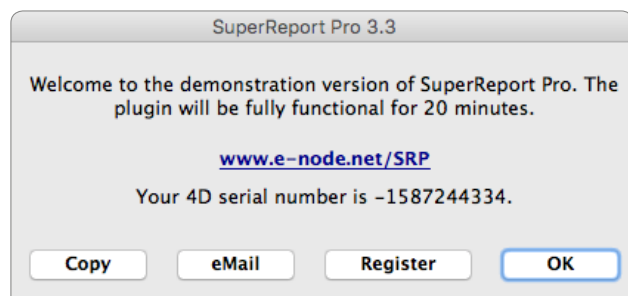 SuperReport Pro 3.3
Welcome to the demonstration version of SuperReport Pro. The
plugin will be fully functional for 20 minutes.
www.e-node.net/SRP
Your 4D serial number is -1587244334.
Copy eMail Register OK